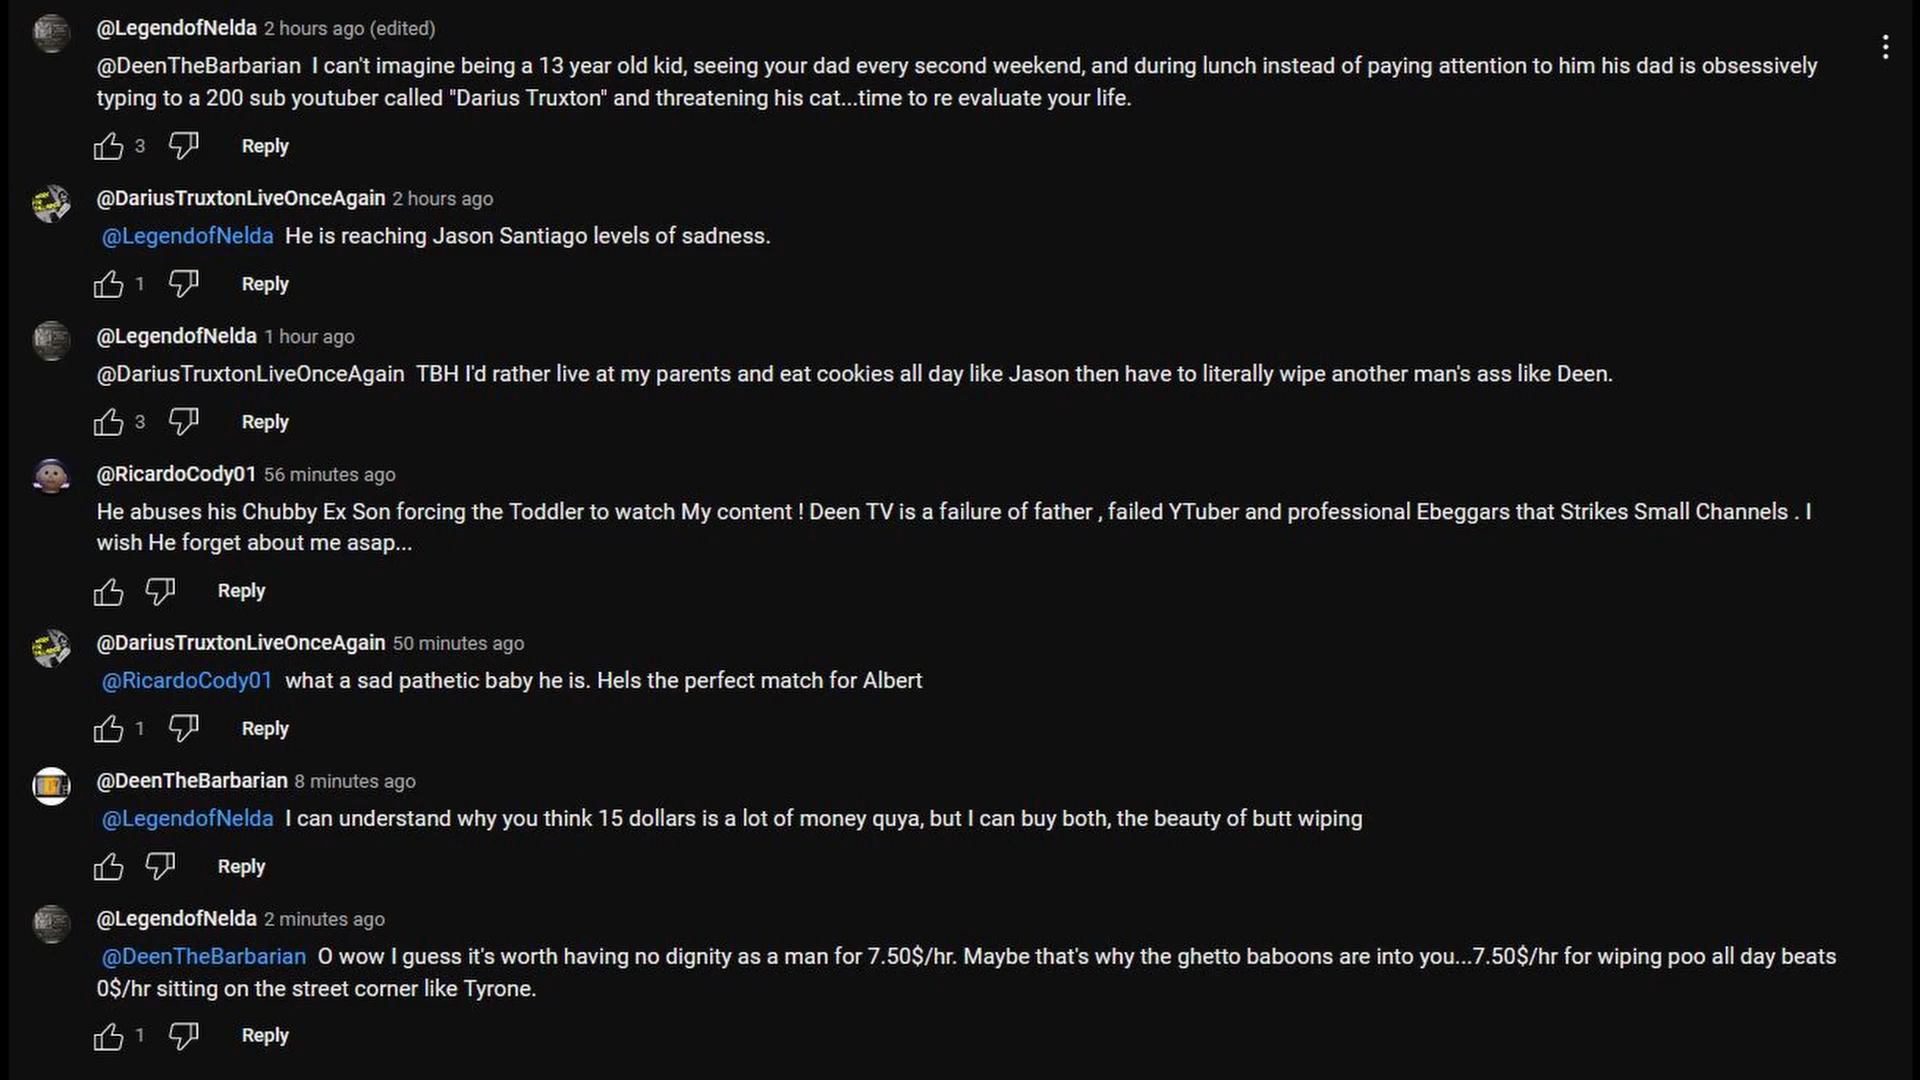 @LegendofNelda 2 hours ago (edited)
@DeenTheBarbarian I can't imagine being a 13 year old kid, seeing your dad every second weekend, and during lunch instead of paying attention to him his dad is obsessively
typing to a 200 sub youtuber called "Darius Truxton" and threatening his cat...time to re evaluate your life.
3 Reply
@DariusTruxtonLiveOnceAgain 2 hours ago
@LegendofNelda He is reaching Jason Santiago levels of sadness.
1 Reply
@LegendofNelda 1 hour ago
@DariusTruxtonLiveOnceAgain TBH I'd rather live at my parents and eat cookies all day like Jason then have to literally wipe another man's ass like Deen.
3 Reply
@RicardoCody01 56 minutes ago
He abuses his Chubby Ex Son forcing the Toddler to watch My content ! Deen TV is a failure of father , failed YTuber and professional Ebeggars that Strikes Small Channels . I
wish He forget about me asap...
Reply
@DariusTruxtonLiveOnceAgain 50 minutes ago
@RicardoCody01 what a sad pathetic baby he is. Hels the perfect match for Albert
1 Reply
@DeenTheBarbarian 8 minutes ago
@LegendofNelda I can understand why you think 15 dollars is a lot of money quya, but I can buy both, the beauty of butt wiping
Reply
@LegendofNelda 2 minutes ago
@DeenTheBarbarian O wow I guess it's worth having no dignity as a man for 7.50$/hr. Maybe that's why the ghetto baboons are into you...7.50$/hr for wiping poo all day beats
0$/hr sitting on the street corner like Tyrone.
1 Reply